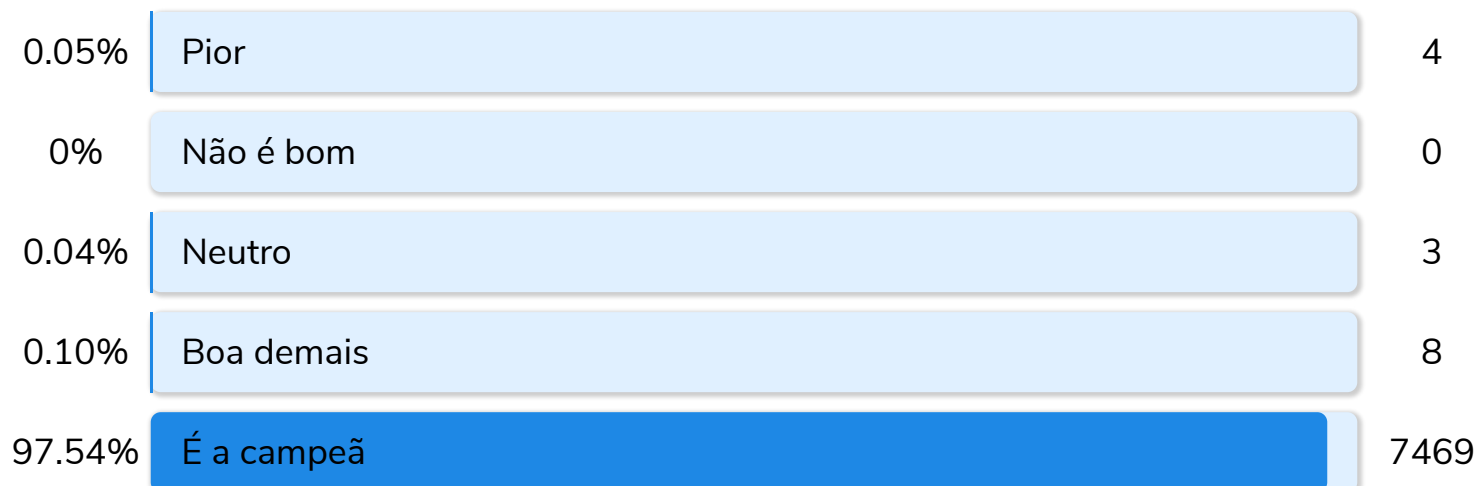 0.05% Pior 4
0% Não é bom 0
0.04% Neutro 3
0.10% Boa demais 8
97.54% É a campeã 7469